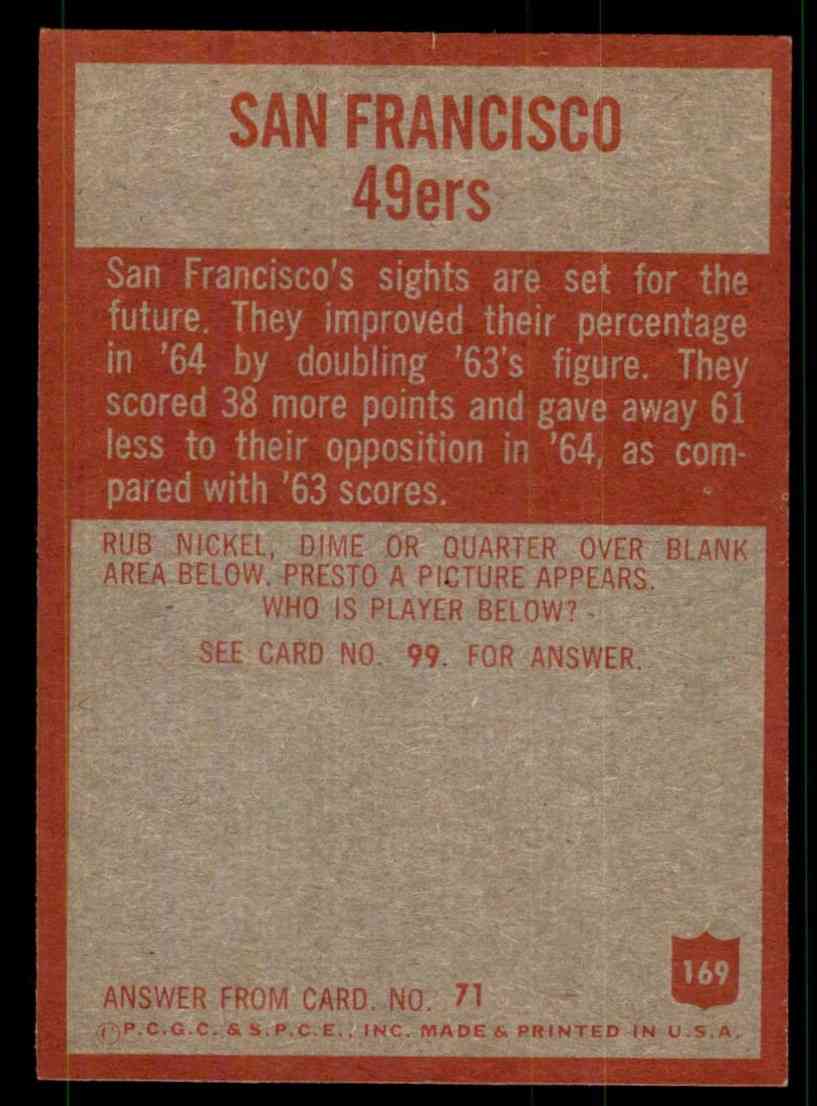 SAN FRANCISCO
49ers
San Francisco's sights are set for the
future. They improved their percentage
in '64 by doubling '63's figure. They
scored 38 more points and gave away 61
less to their opposition in '64, as com-
pared with '63 scores.
RUB NICKEL, DIME OR QUARTER OVER BLANK
AREA BELOW. PRESTO A PICTURE APPEARS.
WHO IS PLAYER BELOW?
SEE CARD NO. 99. FOR ANSWER.
169
ANSWER FROM CARD. NO. 71
©P.C.G.C. & S.P.C.E., INC. MADE & PRINTED IN U.S.A.